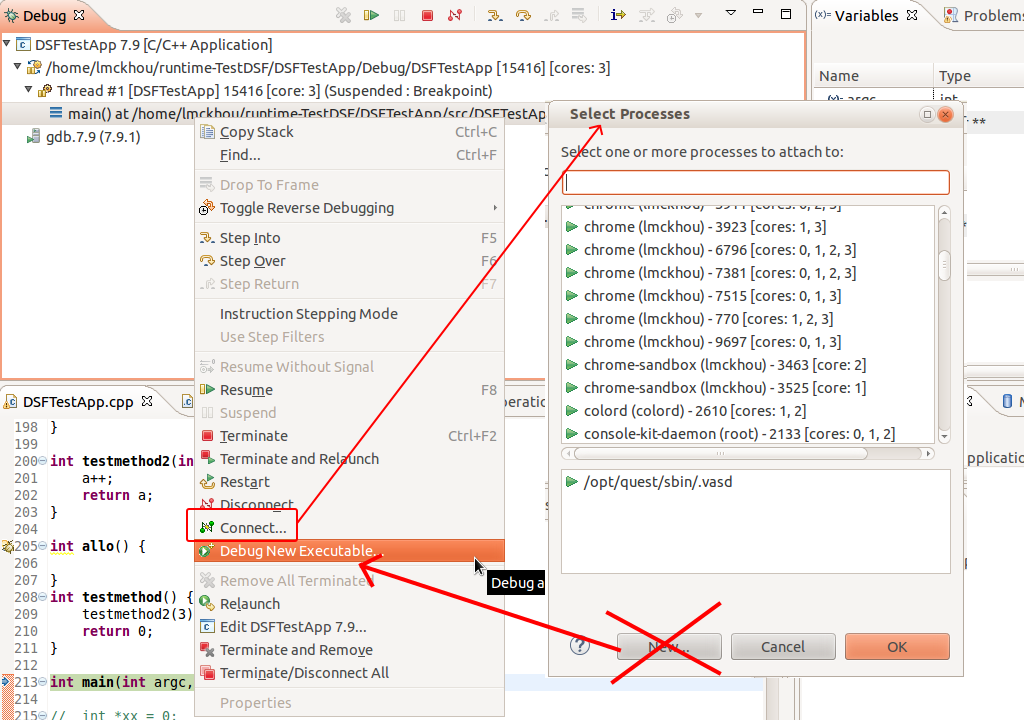 Debug
DSFTestApp 7.9 [C/C++ Application]
/home/lmckhou/runtime-TestDSF/DSFTestApp/Debug/DSFTestApp [15416] [cores: 3]
Thread #1 [DSFTestApp] 15416 [core: 3] (Suspended : Breakpoint)
main() at /home/lmckhou/runtime-TestDSF/DSFTestApp/src/DSFTestAp
gdb.7.9 (7.9.1)
(x)= Variables
Problems
Name Type
argc int
**
Copy Stack Ctrl+C
Find... Ctrl+F
Drop To Frame
Toggle Reverse Debugging
Step Into F5
Step Over F6
Step Return F7
Instruction Stepping Mode
Use Step Filters
Resume Without Signal
Resume F8
Suspend
Terminate Ctrl+F2
Terminate and Relaunch
Restart
Disconnect
Connect...
Debug New Executable...
Remove All Terminated
Relaunch
Edit DSFTestApp 7.9...
Terminate and Remove
Terminate/Disconnect All
Properties
Debug a
Select Processes
Select one or more processes to attach to:
chrome (lmckhou) - 3923 [cores: 1, 3]
chrome (lmckhou) - 6796 [cores: 0, 1, 2, 3]
chrome (lmckhou) - 7381 [cores: 0, 1, 2, 3]
chrome (lmckhou) - 7515 [cores: 0, 1, 3]
chrome (lmckhou) - 770 [cores: 1, 2, 3]
chrome (lmckhou) - 9697 [cores: 0, 1, 3]
chrome-sandbox (lmckhou) - 3463 [core: 2]
chrome-sandbox (lmckhou) - 3525 [core: 1]
colord (colord) - 2610 [cores: 1, 2]
console-kit-daemon (root) - 2133 [cores: 0, 1, 2]
/opt/quest/sbin/.vasd
New...
Cancel
OK
DSFTestApp.cpp
198 }
199
200 int testmethod2(in
201 a++;
202 return a;
203 }
204
205 int allo() {
206
207 }
208 int testmethod() {
209 testmethod2(3)
210 return 0;
211 }
212
213 int main(int argc,
214
215 // int *xx = 0;
peratio
pplicatio